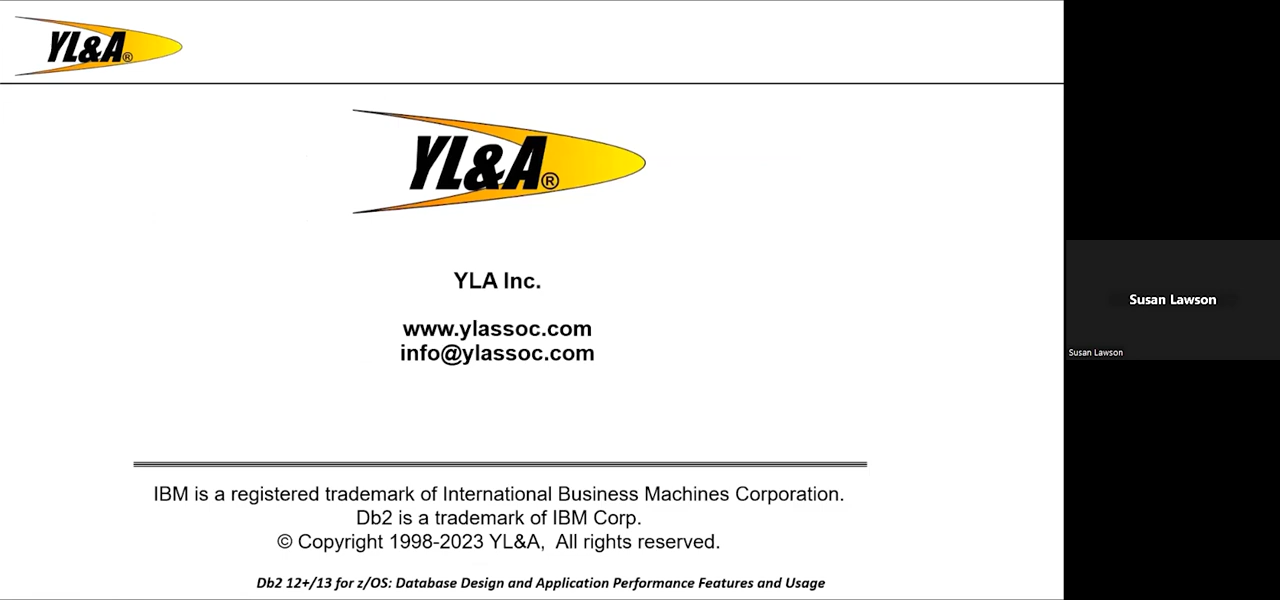 YL&A®
YL&A®
YLA Inc.
www.ylassoc.com
info@ylassoc.com
IBM is a registered trademark of International Business Machines Corporation.
Db2 is a trademark of IBM Corp.
© Copyright 1998-2023 YL&A, All rights reserved.
Db2 12+/13 for z/OS: Database Design and Application Performance Features and Usage
Susan Lawson
Susan Lawson